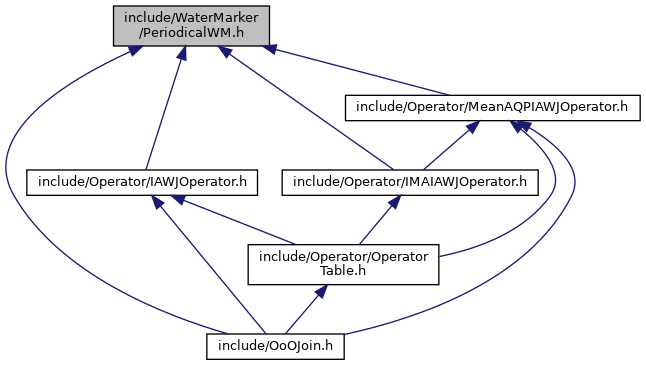 include/WaterMarker
/PeriodicalWM.h
include/Operator/MeanAQPIAWJOperator.h
include/Operator/IAWJOperator.h
include/Operator/IMAIAWJOperator.h
include/Operator/Operator
Table.h
include/OoOJoin.h